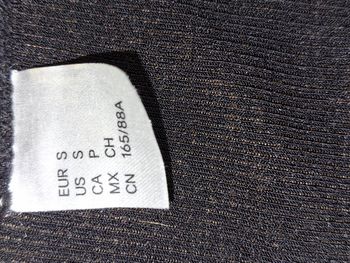 EUR S
US S
CA P
MX CH
CN 165/88A